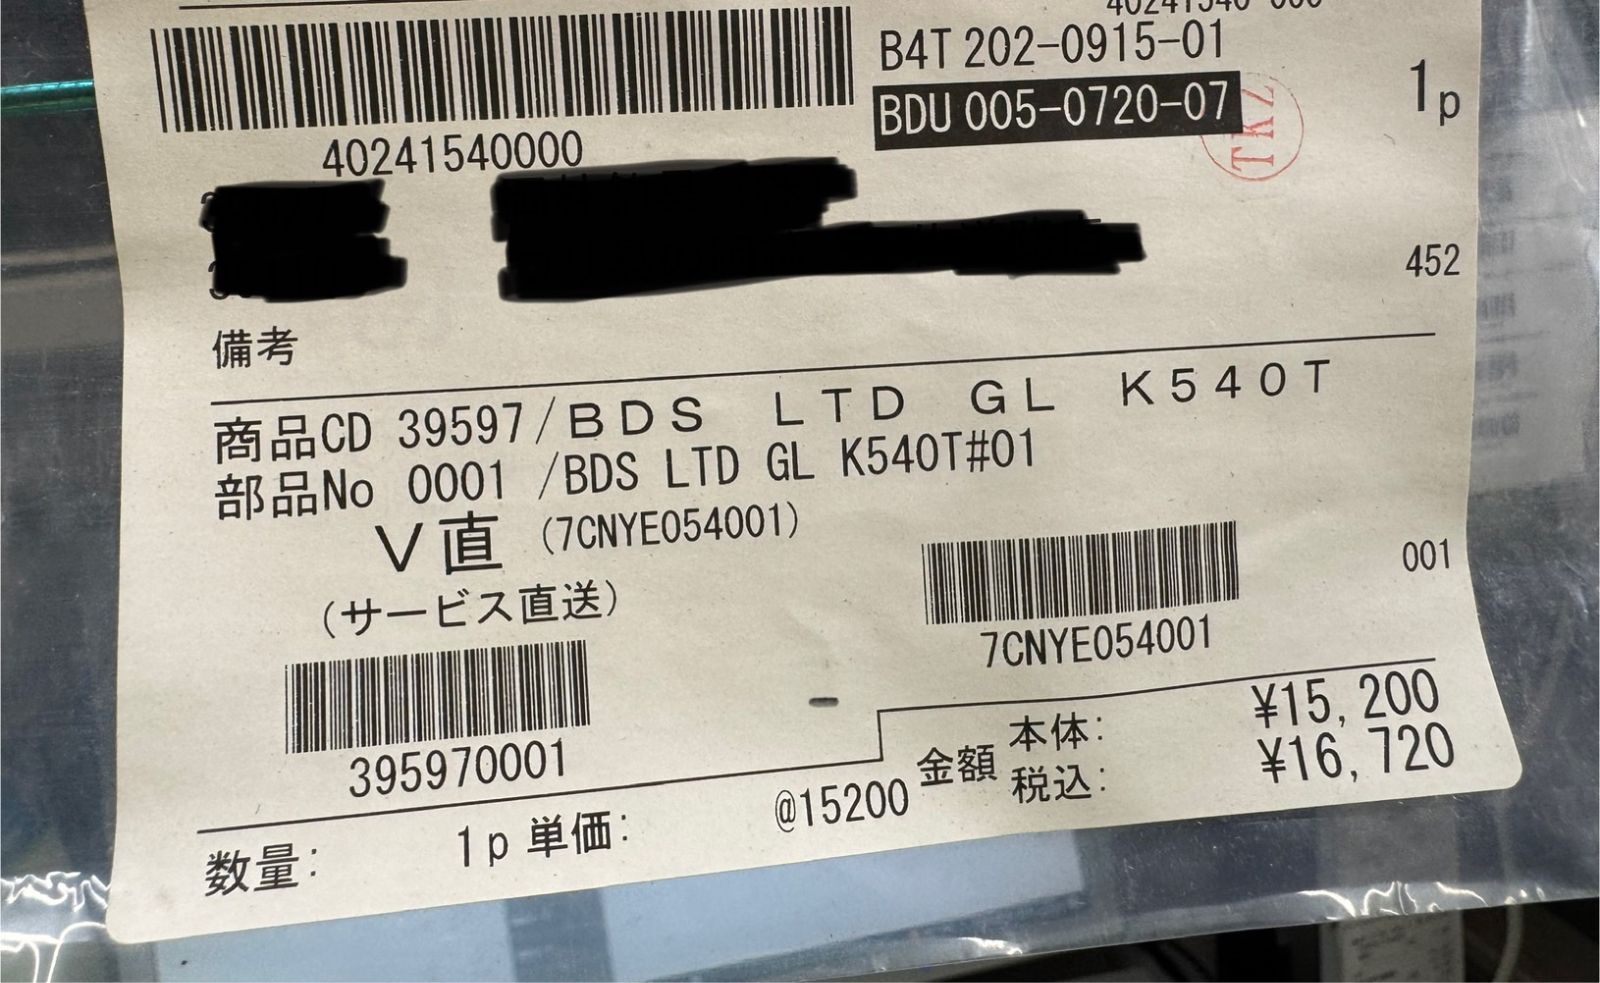 B4T 202-0915-01
BDU 005-0720-07
1p
TKZ
40241540000
452
備考
商品CD 39597/BDS LTD GL K540T
部品No 0001 /BDS LTD GL K540T#01
V直 (7CNYE054001)
(サービス直送)
001
7CNYE054001
395970001
金額 本体: ¥15,200
税込: ¥16,720
数量: 1p 単価: @15200